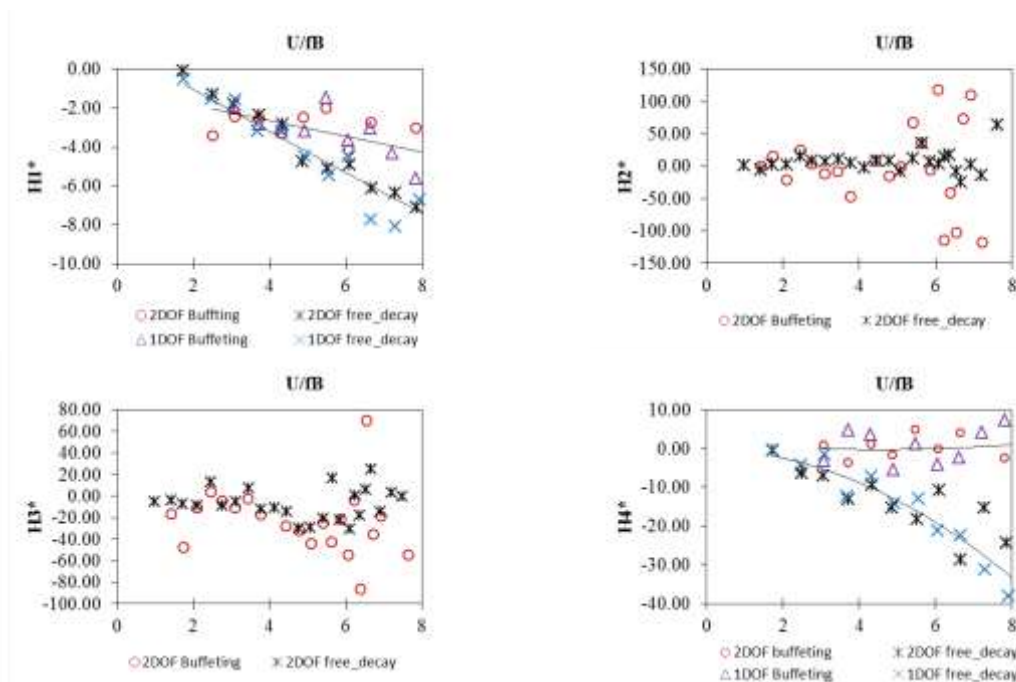 U/fB
0.00
-2.00
-4.00
-6.00
-8.00
-10.00
H1*
0 2 4 6 8
2DOF Buffting 2DOF free_decay
1DOF Buffeting 1DOF free_decay
U/fB
150.00
100.00
50.00
0.00
-50.00
-100.00
-150.00
H2*
0 2 4 6 8
2DOF Buffeting 2DOF free_decay
U/fB
80.00
60.00
40.00
20.00
0.00
-20.00
-40.00
-60.00
-80.00
-100.00
H3*
0 2 4 6 8
2DOF Buffeting 2DOF free_decay
U/fB
10.00
0.00
-10.00
-20.00
-30.00
-40.00
H4*
0 2 4 6 8
2DOF buffeting 2DOF free_decay
1DOF Buffeting 1DOF free_decay